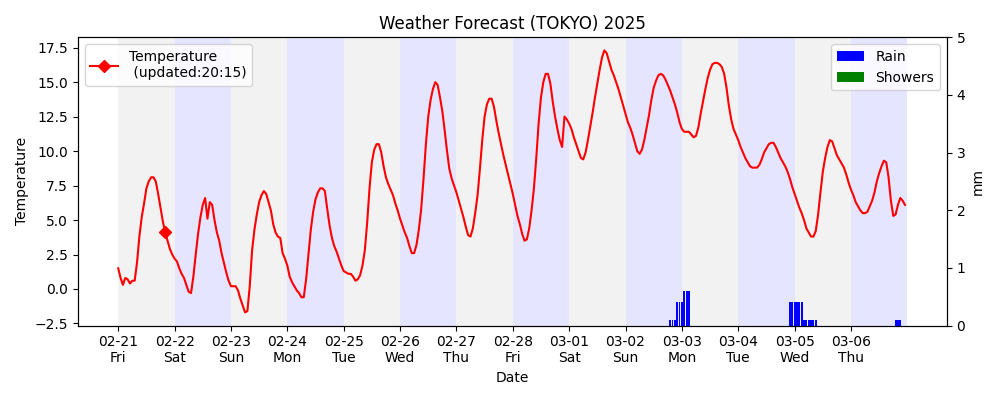 Weather Forecast (TOKYO) 2025
Temperature
(updated:20:15)
Rain
Showers
17.5
15.0
12.5
10.0
7.5
5.0
2.5
0.0
−2.5
Temperature
5
4
3
2
1
0
mm
02-21 02-22 02-23 02-24 02-25 02-26 02-27 02-28 03-01 03-02 03-03 03-04 03-05 03-06
Fri Sat Sun Mon Tue Wed Thu Fri Sat Sun Mon Tue Wed Thu
Date